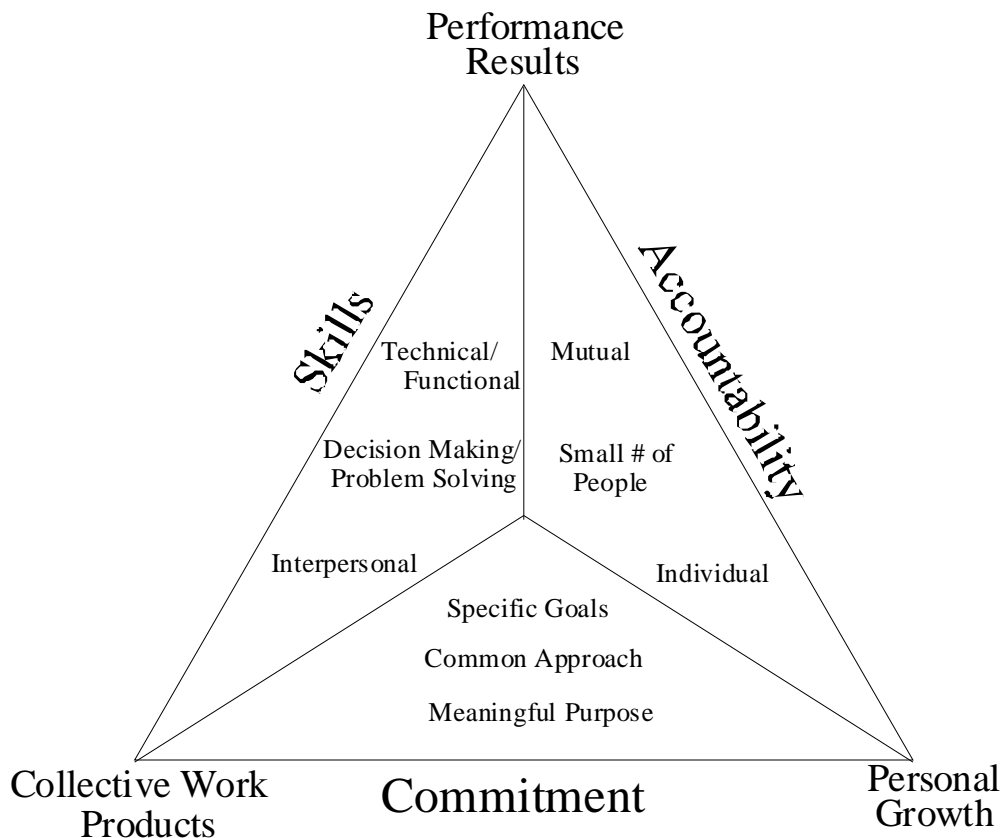 Performance
Results
Skills
Accountability
Technical/
Functional
Mutual
Decision Making/
Problem Solving
Small # of
People
Interpersonal
Individual
Specific Goals
Common Approach
Meaningful Purpose
Collective Work
Products
Commitment
Personal
Growth